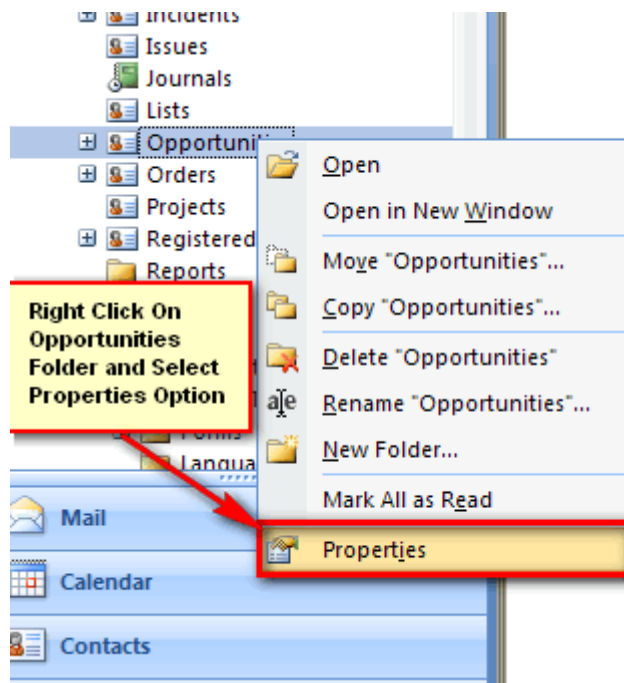 Incidents
Issues
Journals
Lists
Opportuniti
Orders
Projects
Registered
Reports
Open
Open in New Window
Move "Opportunities"...
Copy "Opportunities"...
Delete "Opportunities"
Rename "Opportunities"...
New Folder...
Mark All as Read
Properties
Right Click On
Opportunities
Folder and Select
Properties Option
Forms
Langua
Mail
Calendar
Contacts